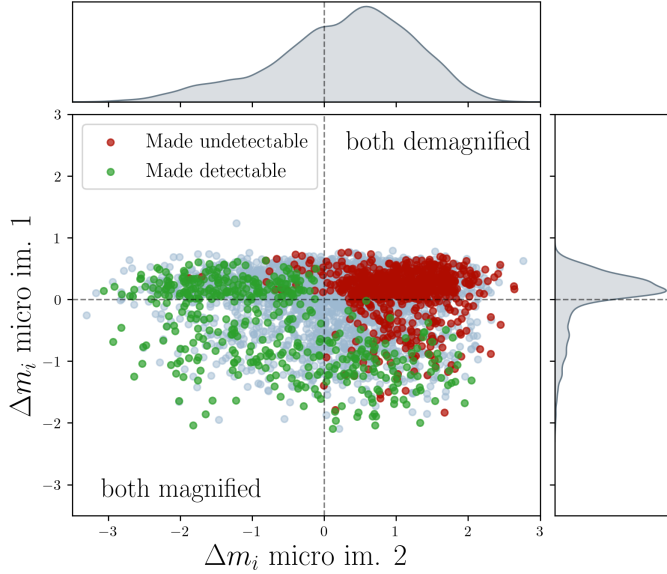 3
2
1
0
−1
−2
−3
Δm_i micro im. 1
Made undetectable
Made detectable
both demagnified
both magnified
−3 −2 −1 0 1 2 3
Δm_i micro im. 2